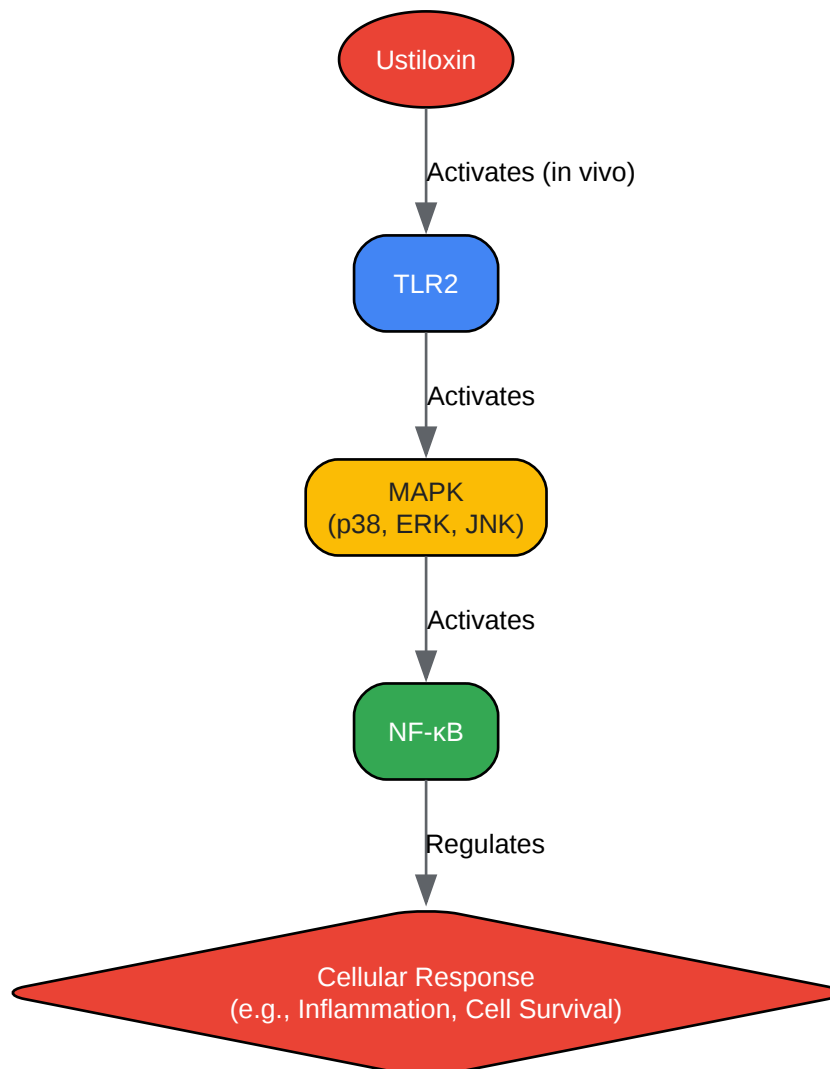 Ustiloxin
Activates (in vivo)
TLR2
Activates
MAPK
(p38, ERK, JNK)
Activates
NF-κB
Regulates
Cellular Response
(e.g., Inflammation, Cell Survival)